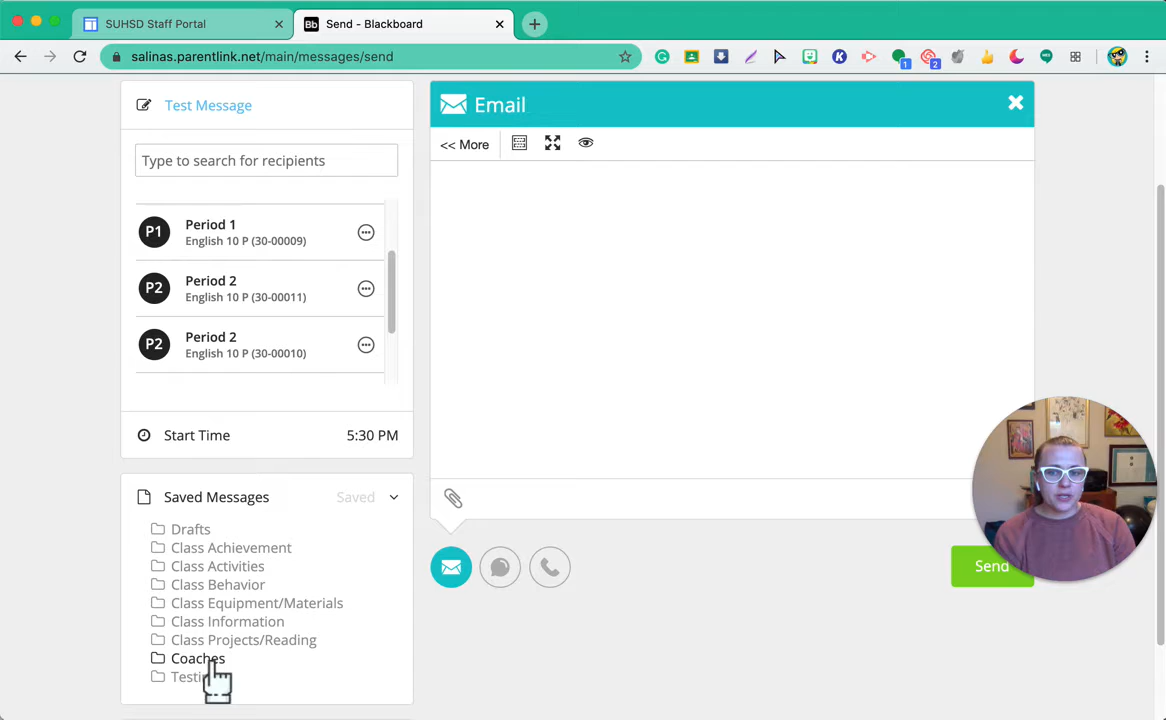 SUHSD Staff Portal
Bb Send - Blackboard
salinas.parentlink.net/main/messages/send
1
2
Test Message
Type to search for recipients
P1 Period 1
English 10 P (30-00009)
P2 Period 2
English 10 P (30-00011)
P2 Period 2
English 10 P (30-00010)
Start Time 5:30 PM
Saved Messages Saved
Drafts
Class Achievement
Class Activities
Class Behavior
Class Equipment/Materials
Class Information
Class Projects/Reading
Coaches
Email
<< More
Send